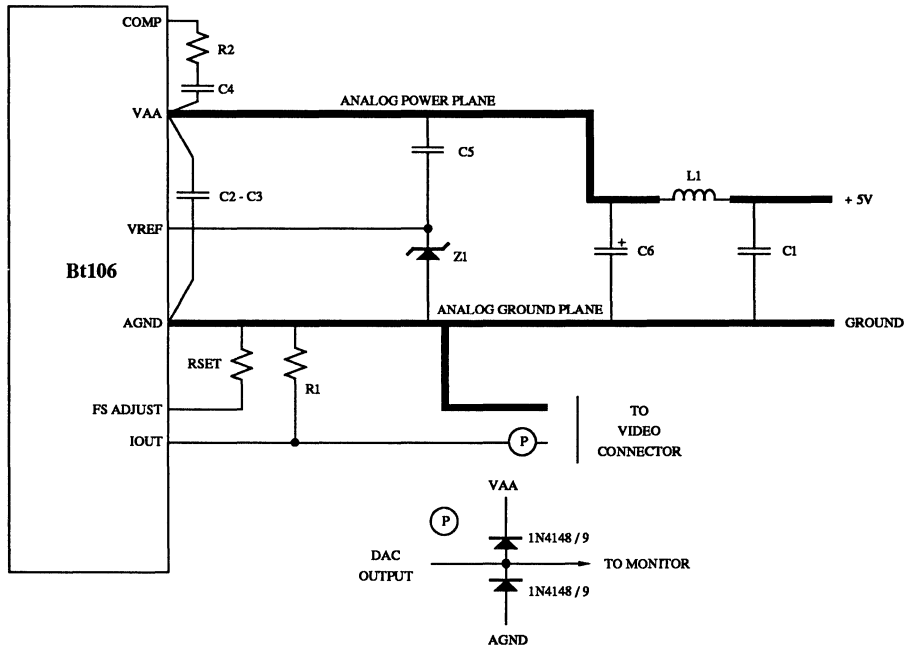 COMP
R2
C4
ANALOG POWER PLANE
VAA
C5
L1
+ 5V
C2 - C3
VREF
+
C6
C1
Z1
Bt106
ANALOG GROUND PLANE
AGND
GROUND
RSET
R1
FS ADJUST
TO
VIDEO
CONNECTOR
IOUT
P
VAA
P
1N4148 / 9
DAC
OUTPUT
TO MONITOR
1N4148 / 9
AGND